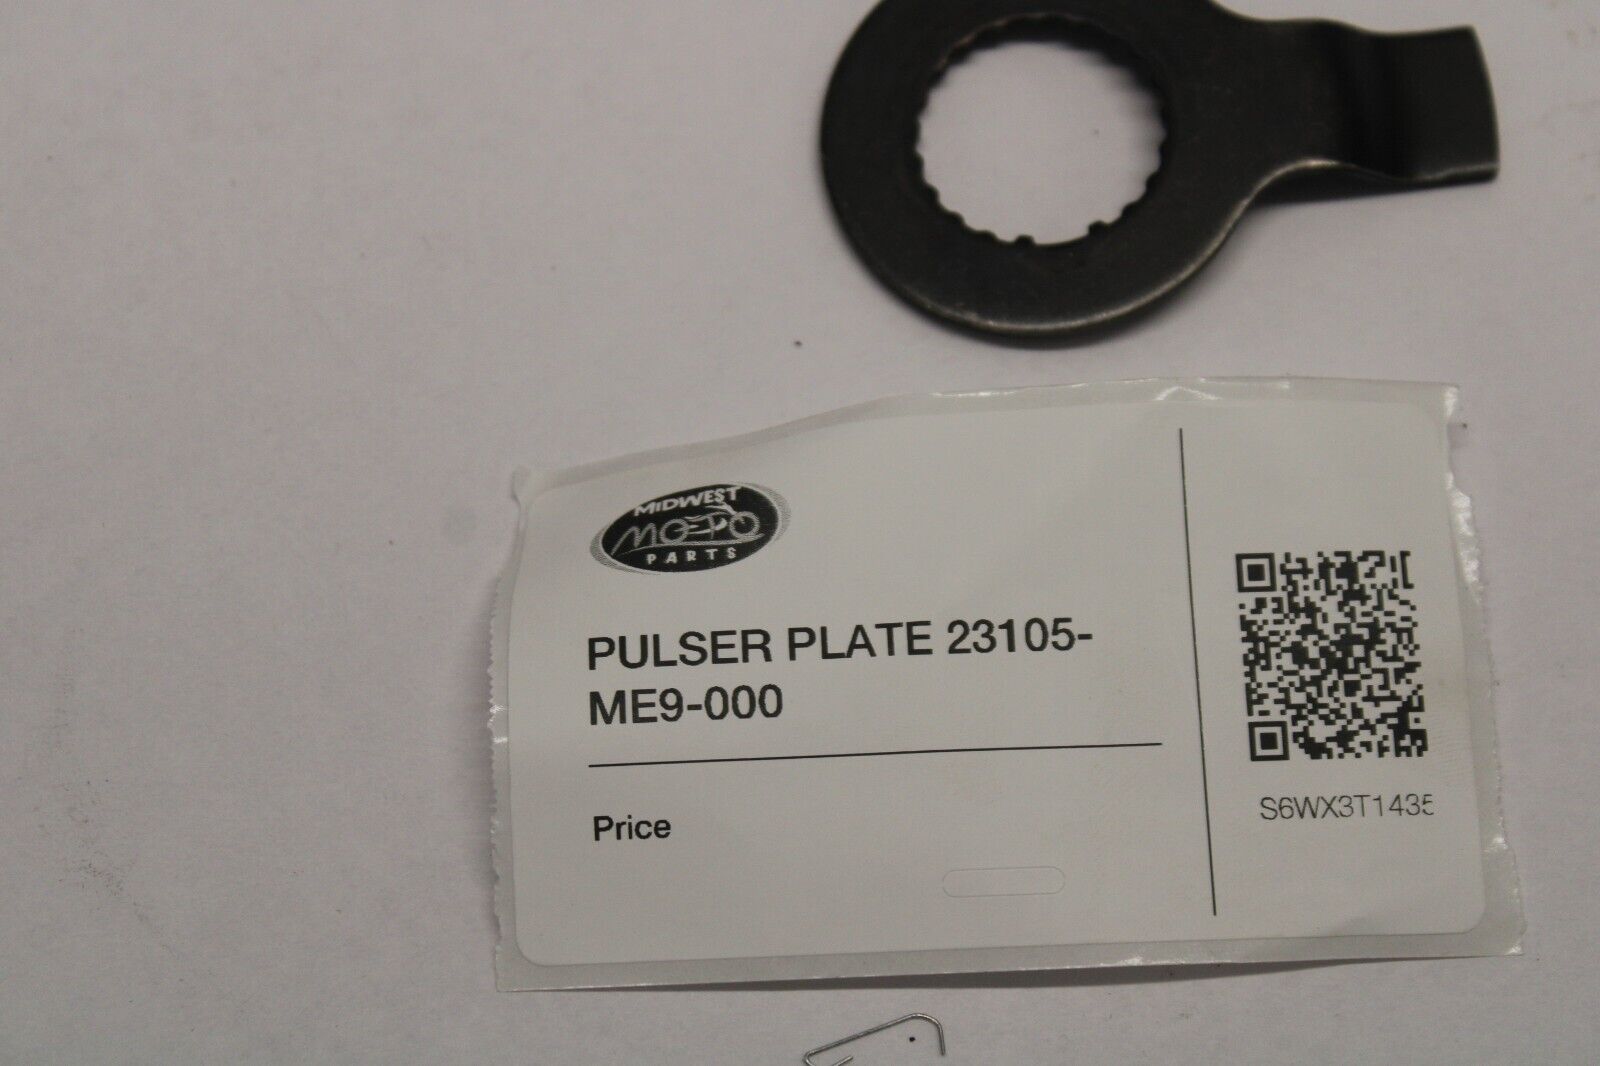 MIDWEST
MOTO
PARTS
PULSER PLATE 23105-
ME9-000
Price
S6WX3T1435